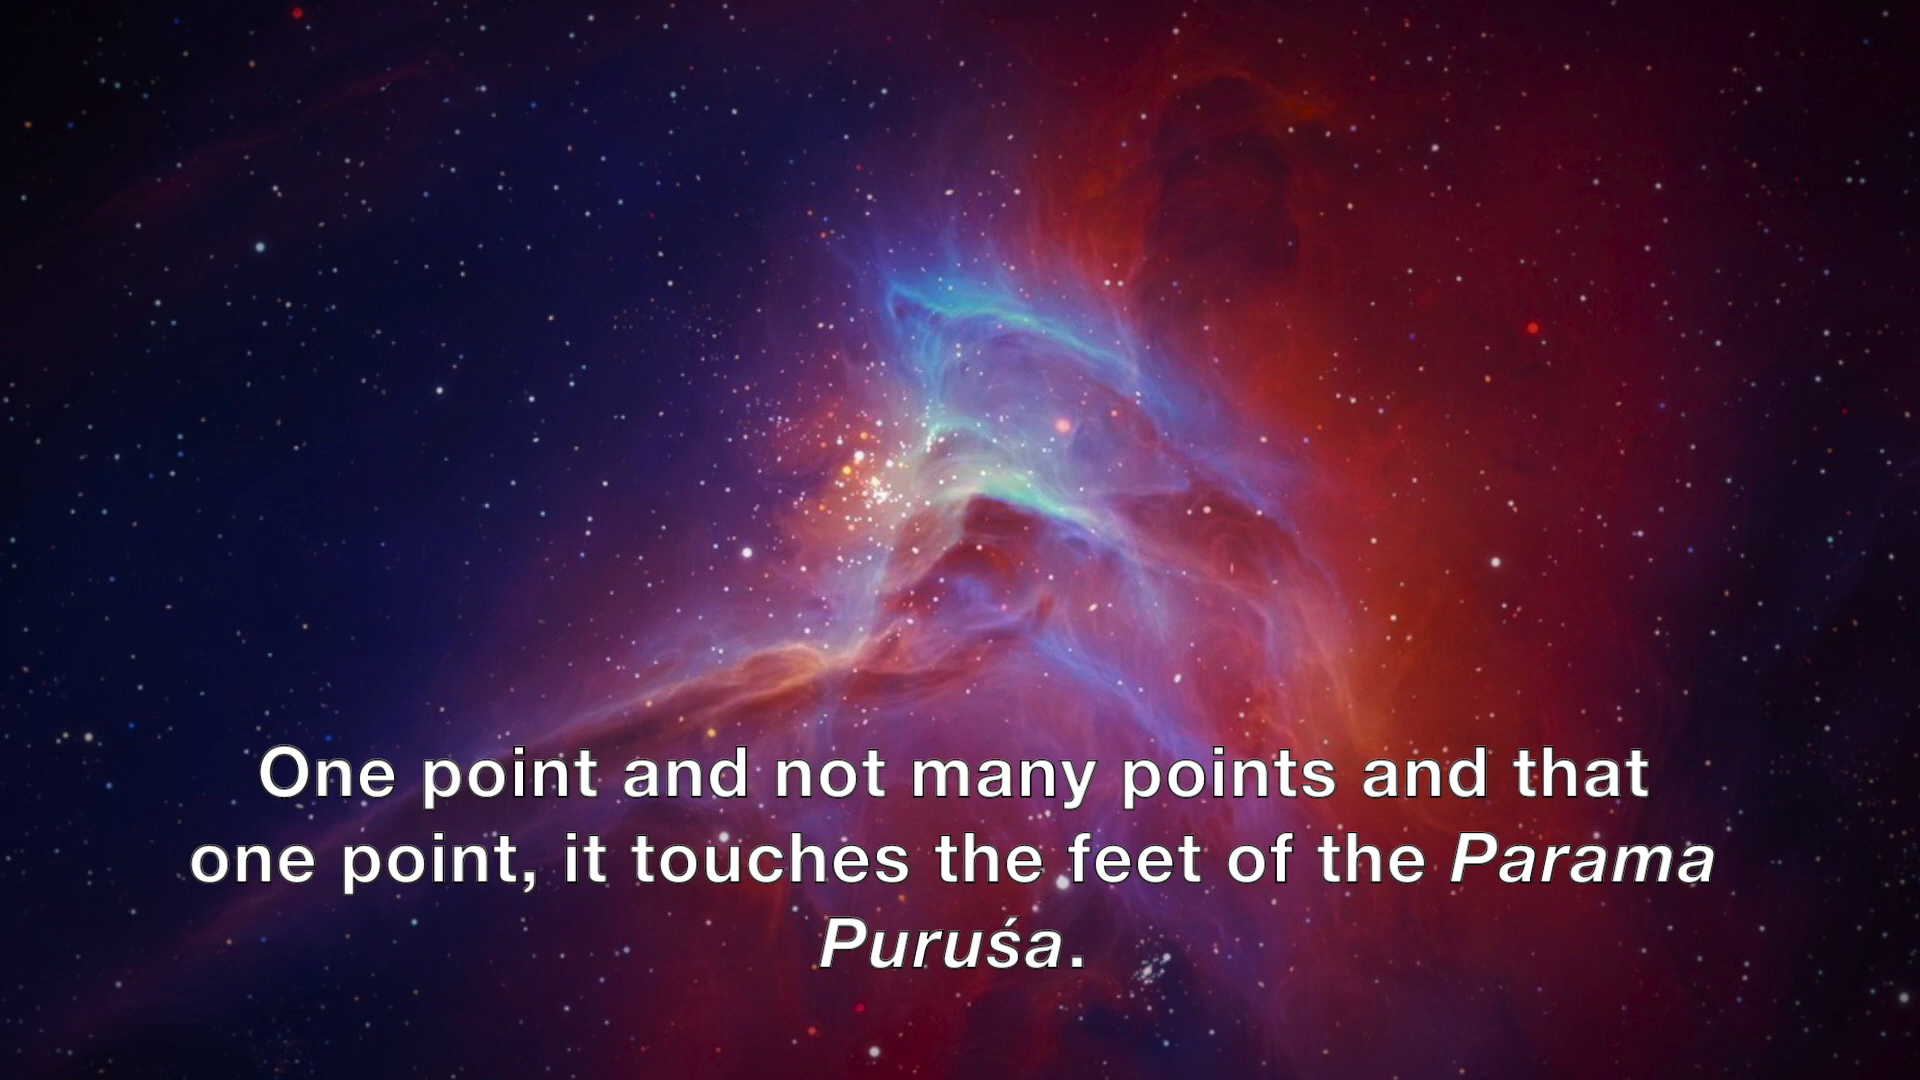 One point and not many points and that
one point, it touches the feet of the Parama
Puruśa.